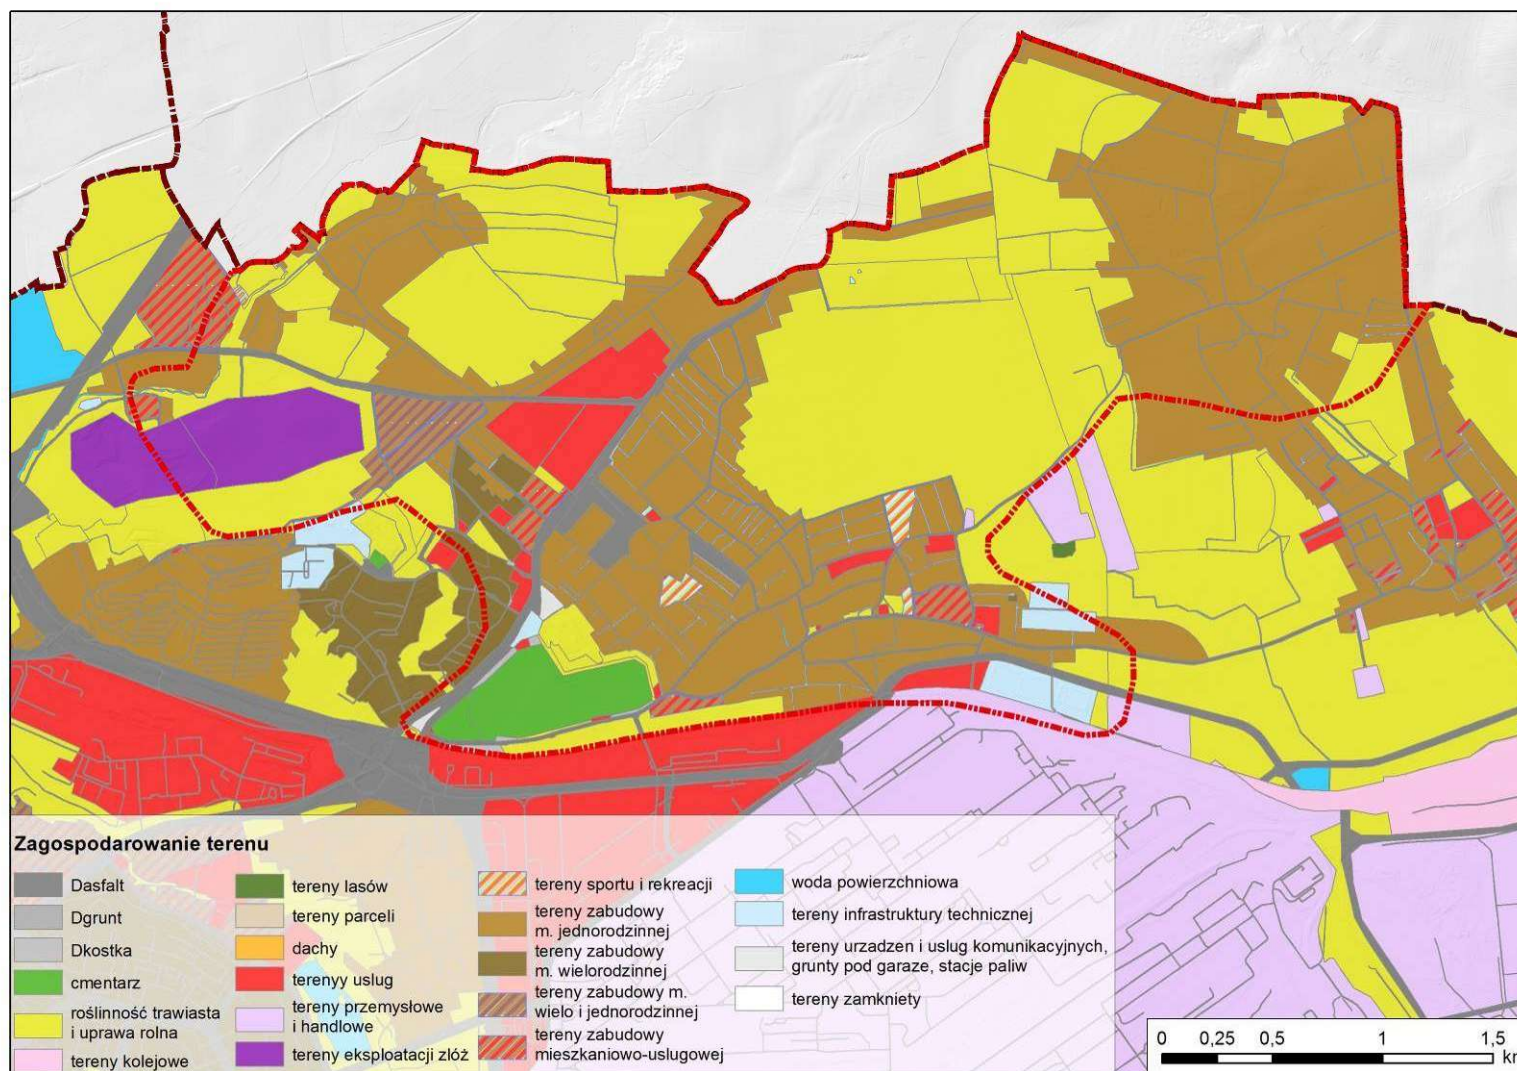 Zagospodarowanie terenu
Dasfalt
Dgrunt
Dkostka
cmentarz
roślinność trawiasta
i uprawa rolna
tereny kolejowe
tereny lasów
tereny parceli
dachy
terenyy uslug
tereny przemysłowe
i handlowe
tereny eksploatacji złóż
tereny sportu i rekreacji
tereny zabudowy
m. jednorodzinnej
tereny zabudowy
m. wielorodzinnej
tereny zabudowy m.
wielo i jednorodzinnej
tereny zabudowy
mieszkaniowo-uslugowej
woda powierzchniowa
tereny infrastruktury technicznej
tereny urzadzen i uslug komunikacyjnych,
grunty pod garaze, stacje paliw
tereny zamkniety
0 0,25 0,5 1 1,5
km